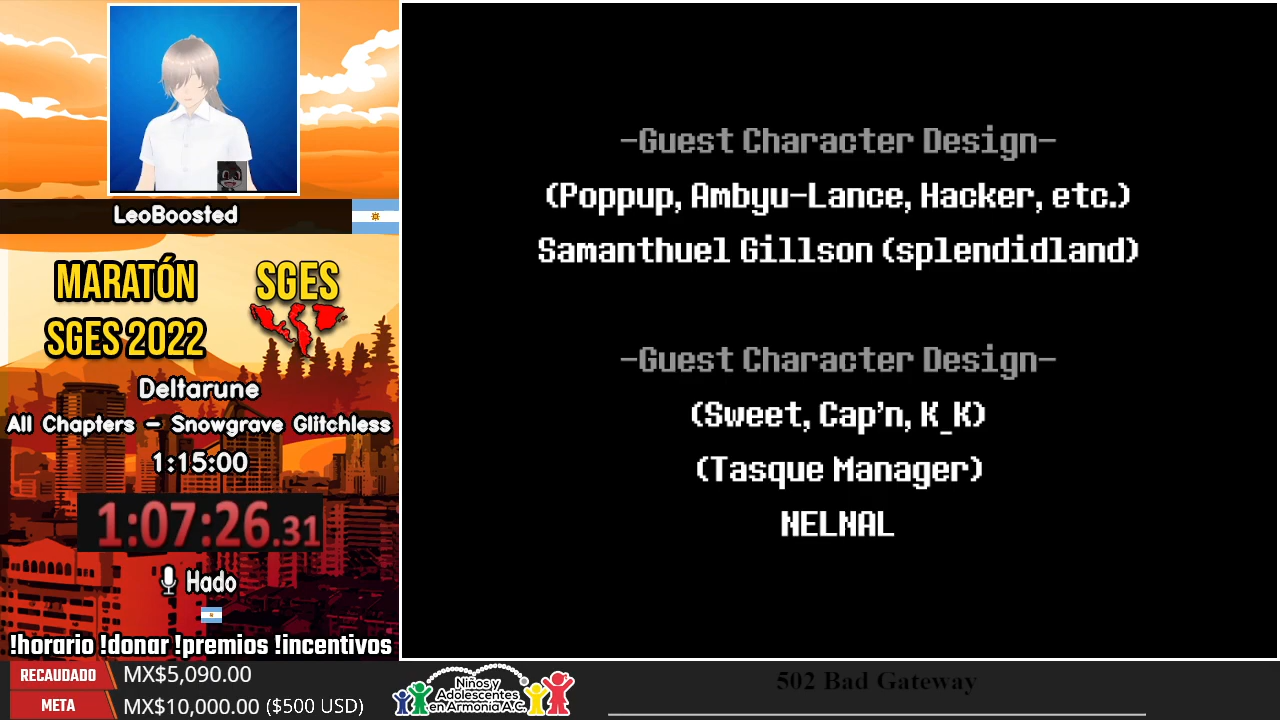 LeoBoosted
MARATÓN
SGES 2022
SGES
Deltarune
All Chapters - Snowgrave Glitchless
1:15:00
1:07:26.31
Hado
!horario !donar !premios !incentivos
-Guest Character Design-
(Poppup, Ambyu-Lance, Hacker, etc.)
Samanthuel Gillson (splendidland)
-Guest Character Design-
(Sweet, Cap'n, K_K)
(Tasque Manager)
NELNAL
RECAUDADO MX$5,090.00
META MX$10,000.00 ($500 USD)
Niños y
Adolescentes
en Armonía A.C.
502 Bad Gateway